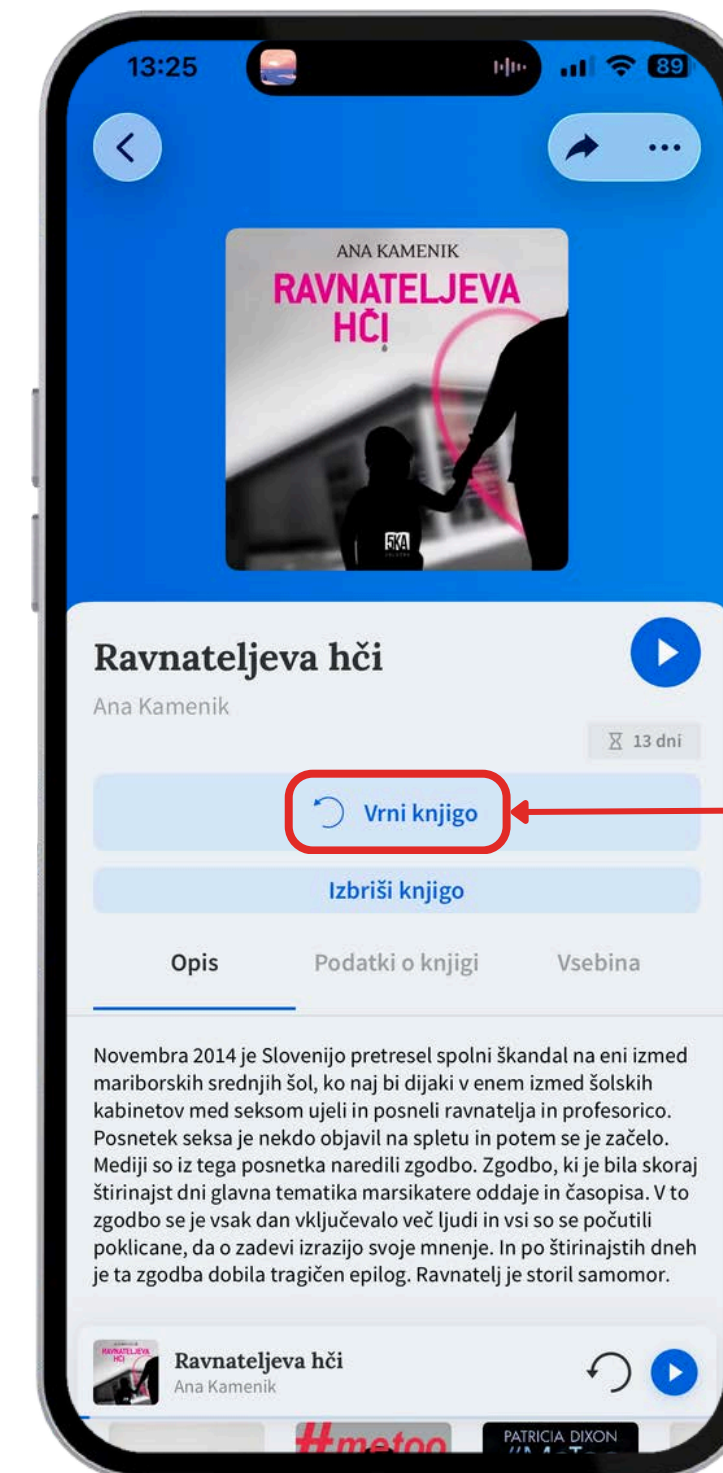 13:25
89
ANA KAMENIK
RAVNATELJEVA
HČI
5KA
Ravnateljeva hči
Ana Kamenik
13 dni
Vrni knjigo
Izbriši knjigo
Opis Podatki o knjigi Vsebina
Novembra 2014 je Slovenijo pretresel spolni škandal na eni izmed
mariborskih srednjih šol, ko naj bi dijaki v enem izmed šolskih
kabinetov med seksom ujeli in posneli ravnatelja in profesorico.
Posnetek seksa je nekdo objavil na spletu in potem se je začelo.
Mediji so iz tega posnetka naredili zgodbo. Zgodbo, ki je bila skoraj
štirinajst dni glavna tematika marsikatere oddaje in časopisa. V to
zgodbo se je vsak dan vključevalo več ljudi in vsi so se počutili
poklicane, da o zadevi izrazijo svoje mnenje. In po štirinajstih dneh
je ta zgodba dobila tragičen epilog. Ravnatelj je storil samomor.
RAVNATELJEVA
HČI
Ravnateljeva hči
Ana Kamenik
#metoo
PATRICIA DIXON
#MeToo